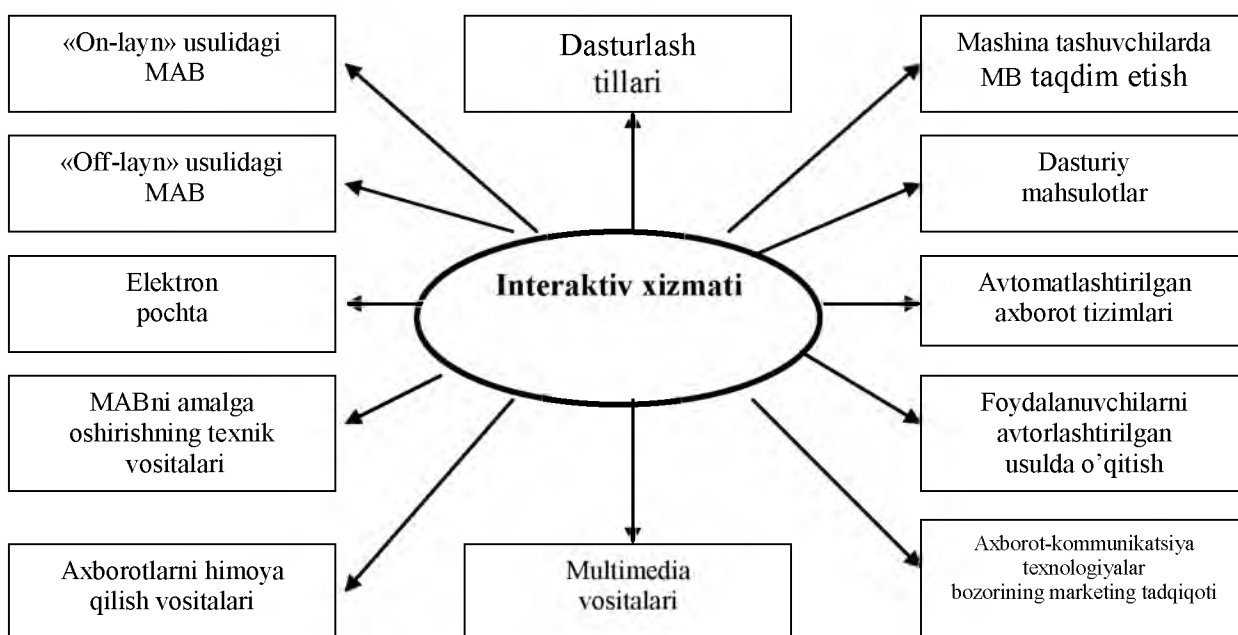 «On-layn» usulidagi
MAB
Dasturlash
tillari
Mashina tashuvchilarda
MB taqdim etish
«Off-layn» usulidagi
MAB
Dasturiy
mahsulotlar
Interaktiv xizmati
Elektron
pochta
Avtomatlashtirilgan
axborot tizimlari
MABni amalga
oshirishning texnik
vositalari
Foydalanuvchilarni
avtorlashtirilgan
usulda o’qitish
Axborotlarni himoya
qilish vositalari
Multimedia
vositalari
Axborot-kommunikatsiya
texnologiyalar
bozorining marketing tadqiqoti